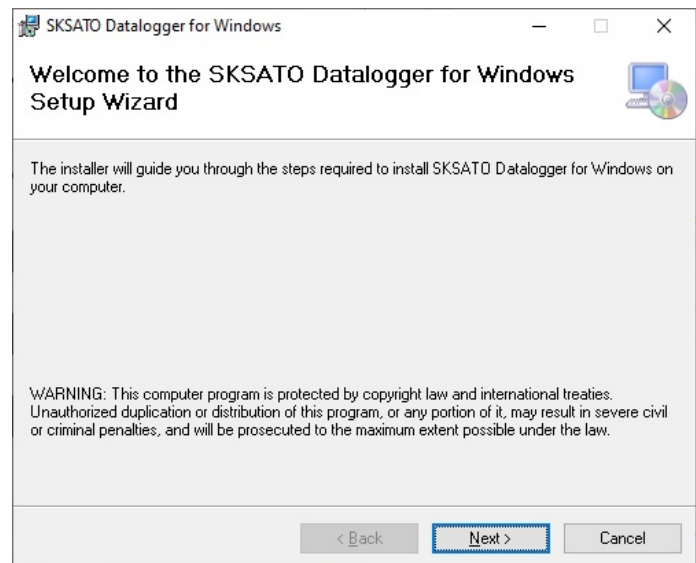 SKSATO Datalogger for Windows
Welcome to the SKSATO Datalogger for Windows
Setup Wizard
The installer will guide you through the steps required to install SKSATO Datalogger for Windows on
your computer.
WARNING: This computer program is protected by copyright law and international treaties.
Unauthorized duplication or distribution of this program, or any portion of it, may result in severe civil
or criminal penalties, and will be prosecuted to the maximum extent possible under the law.
< Back
Next >
Cancel